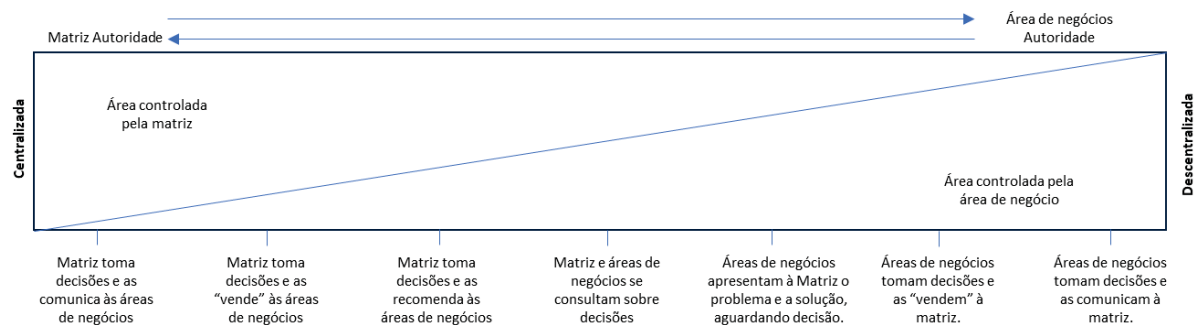 Matriz Autoridade
Área de negócios
Autoridade
Centralizada
Área controlada
pela matriz
Área controlada pela
área de negócio
Descentralizada
Matriz toma
decisões e as
comunica às áreas
de negócios
Matriz toma
decisões e as
“vende” às áreas
de negócios
Matriz toma
decisões e as
recomenda às
áreas de negócios
Matriz e áreas de
negócios se
consultam sobre
decisões
Áreas de negócios
apresentam à Matriz o
problema e a solução,
aguardando decisão.
Áreas de negócios
tomam decisões e
as “vendem” à
matriz.
Áreas de negócios
tomam decisões e
as comunicam à
matriz.